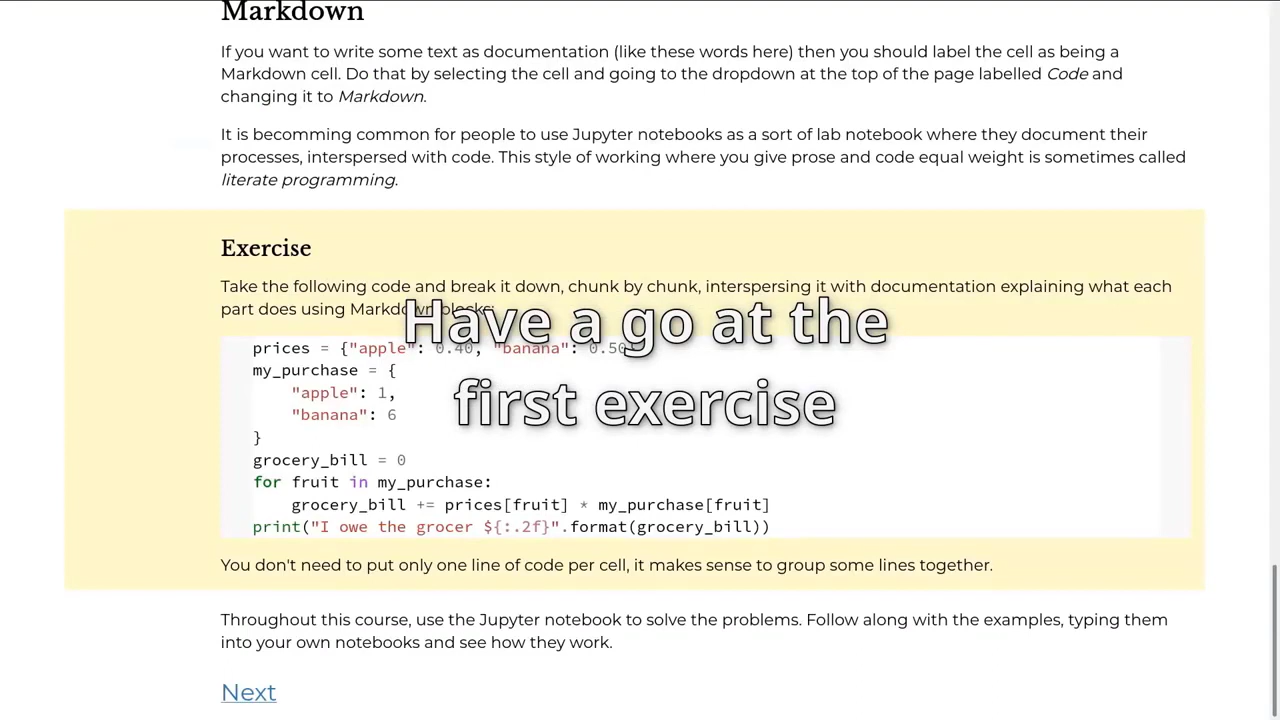 Markdown
If you want to write some text as documentation (like these words here) then you should label the cell as being a
Markdown cell. Do that by selecting the cell and going to the dropdown at the top of the page labelled Code and
changing it to Markdown.
It is becomming common for people to use Jupyter notebooks as a sort of lab notebook where they document their
processes, interspersed with code. This style of working where you give prose and code equal weight is sometimes called
literate programming.
Exercise
Take the following code and break it down, chunk by chunk, interspersing it with documentation explaining what each
part does using Markdown blocks:
Have a go at the
first exercise
prices = {"apple": 0.40, "banana": 0.50}
my_purchase = {
    "apple": 1,
    "banana": 6
}
grocery_bill = 0
for fruit in my_purchase:
    grocery_bill += prices[fruit] * my_purchase[fruit]
print("I owe the grocer ${:.2f}".format(grocery_bill))
You don't need to put only one line of code per cell, it makes sense to group some lines together.
Throughout this course, use the Jupyter notebook to solve the problems. Follow along with the examples, typing them
into your own notebooks and see how they work.
Next